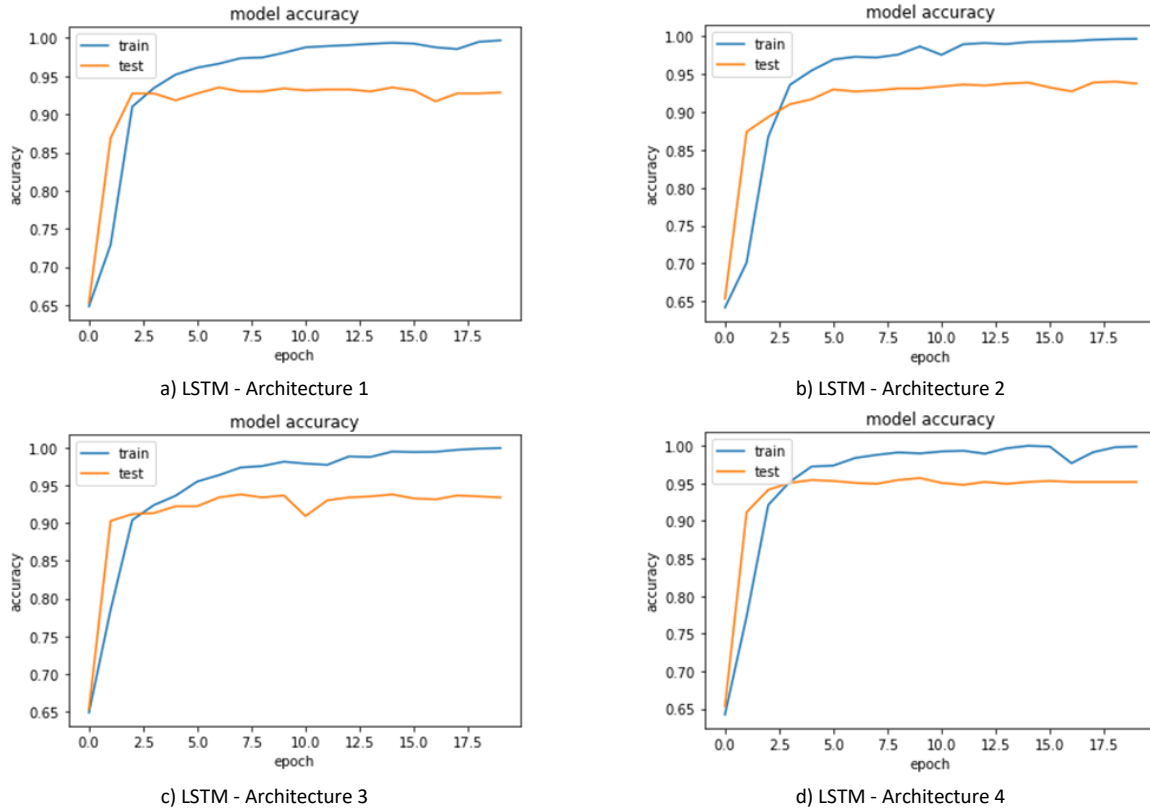 model accuracy
1.00
0.95
0.90
0.85
0.80
0.75
0.70
0.65
accuracy
train
test
0.0 2.5 5.0 7.5 10.0 12.5 15.0 17.5
epoch
a) LSTM - Architecture 1
model accuracy
1.00
0.95
0.90
0.85
0.80
0.75
0.70
0.65
accuracy
train
test
0.0 2.5 5.0 7.5 10.0 12.5 15.0 17.5
epoch
b) LSTM - Architecture 2
model accuracy
1.00
0.95
0.90
0.85
0.80
0.75
0.70
0.65
accuracy
train
test
0.0 2.5 5.0 7.5 10.0 12.5 15.0 17.5
epoch
c) LSTM - Architecture 3
model accuracy
1.00
0.95
0.90
0.85
0.80
0.75
0.70
0.65
accuracy
train
test
0.0 2.5 5.0 7.5 10.0 12.5 15.0 17.5
epoch
d) LSTM - Architecture 4